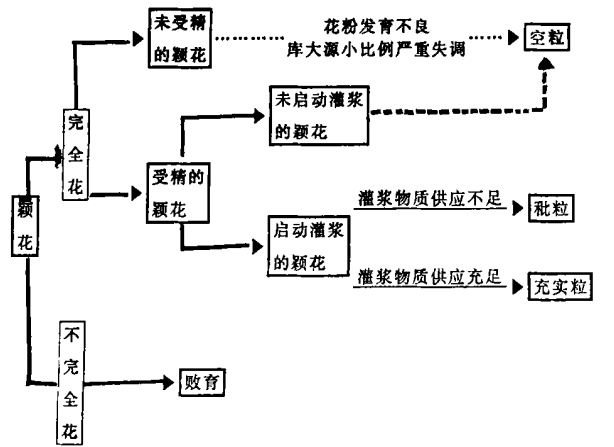 未受精
的颖花
花粉发育不良
库大源小比例严重失调
空粒
未启动灌浆
的颖花
完全花
受精的
颖花
颖花
启动灌浆
的颖花
灌浆物质供应不足
秕粒
灌浆物质供应充足
充实粒
不完全花
败育